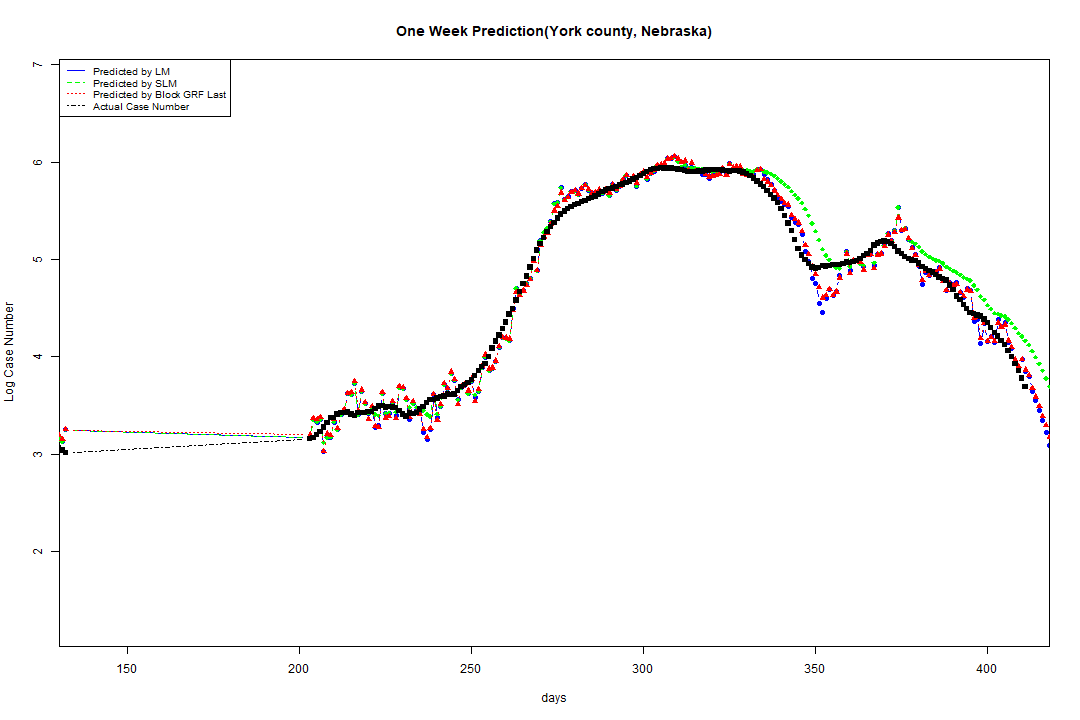 One Week Prediction(York county, Nebraska)
7
Predicted by LM
Predicted by SLM
Predicted by Block GRF Last
Actual Case Number
6
5
4
3
2
Log Case Number
150 200 250 300 350 400
days